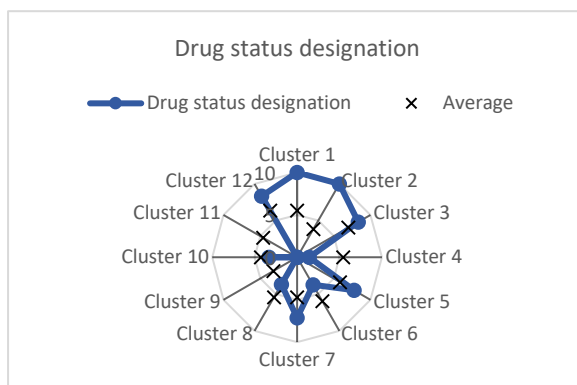 Drug status designation
Drug status designation
Average
Cluster 1
10
Cluster 12
Cluster 2
5
Cluster 11
Cluster 3
Cluster 10
Cluster 4
Cluster 9
Cluster 5
Cluster 8
Cluster 6
Cluster 7